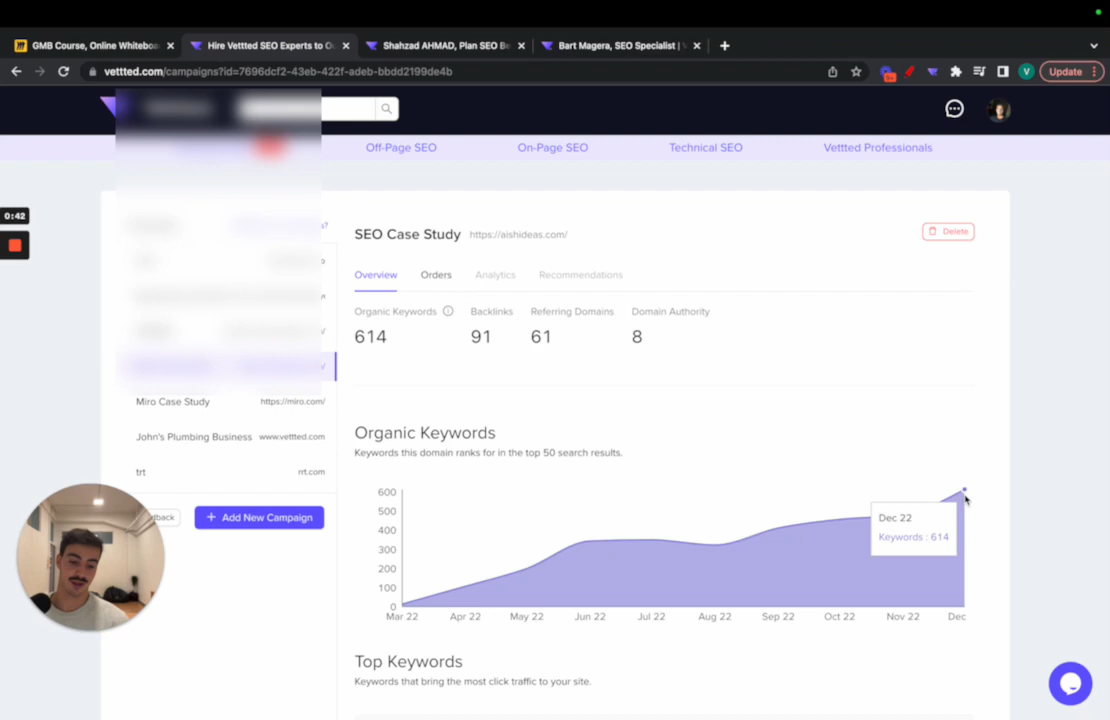 GMB Course, Online Whiteboa
Hire Vettted SEO Experts to O
Shahzad AHMAD, Plan SEO Be
Bart Magera, SEO Specialist | V
vettted.com/campaigns?id=7696dcf2-43eb-422f-adeb-bbdd2199de4b
V
Update
Off-Page SEO
On-Page SEO
Technical SEO
Vettted Professionals
0:42
SEO Case Study
https://aishideas.com/
Delete
Overview
Orders
Analytics
Recommendations
Organic Keywords
Backlinks
Referring Domains
Domain Authority
614
91
61
8
Miro Case Study
https://miro.com/
John's Plumbing Business
www.vettted.com
trt
rrt.com
dback
+ Add New Campaign
Organic Keywords
Keywords this domain ranks for in the top 50 search results.
600
500
400
300
200
100
0
Dec 22
Keywords : 614
Mar 22
Apr 22
May 22
Jun 22
Jul 22
Aug 22
Sep 22
Oct 22
Nov 22
Dec
Top Keywords
Keywords that bring the most click traffic to your site.